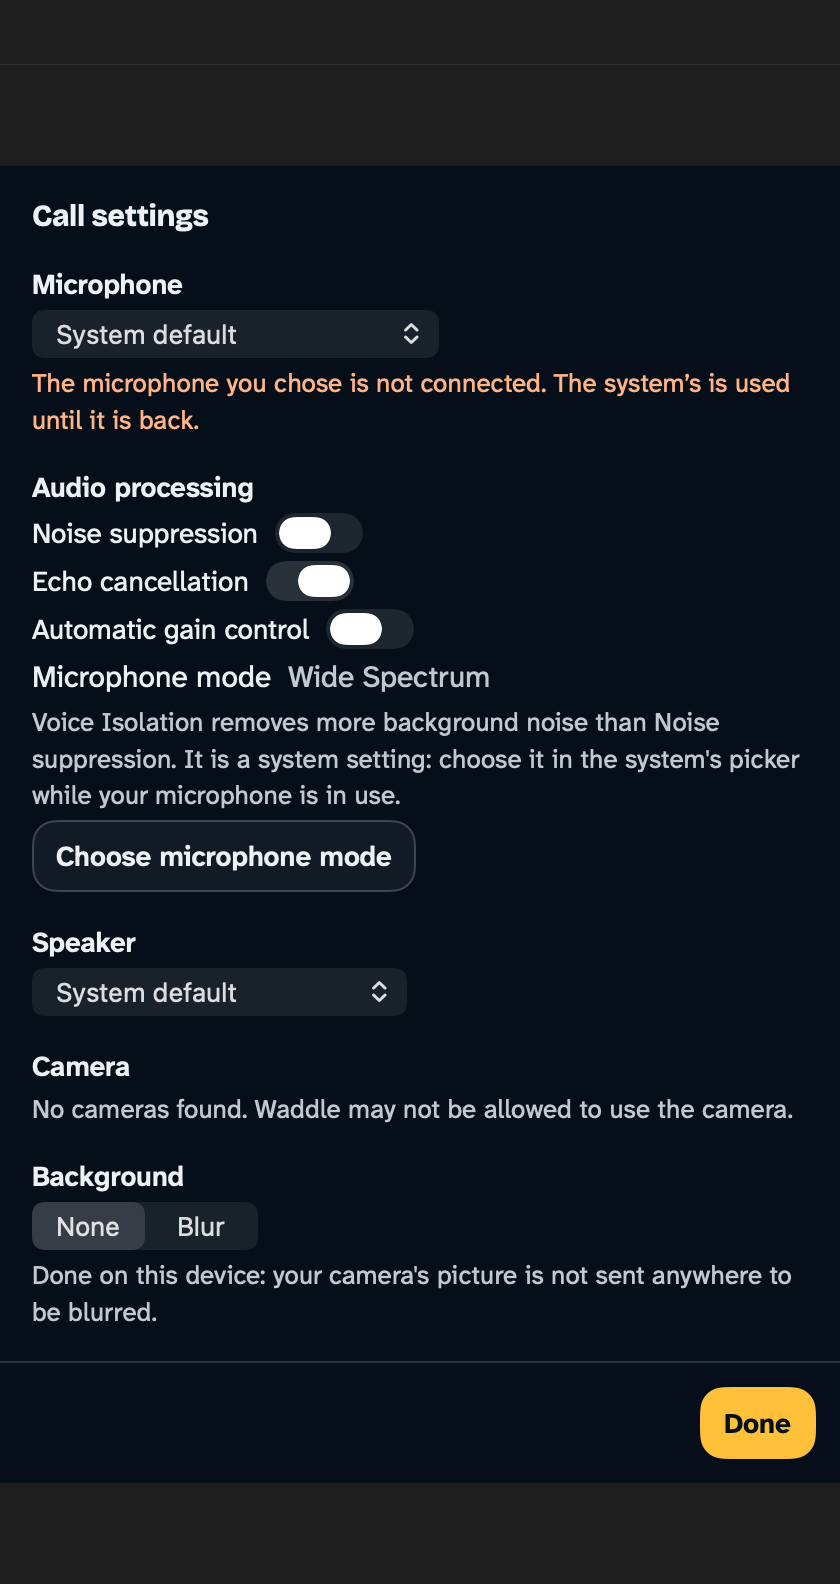 Call settings
Microphone
System default
The microphone you chose is not connected. The system’s is used
until it is back.
Audio processing
Noise suppression
Echo cancellation
Automatic gain control
Microphone mode Wide Spectrum
Voice Isolation removes more background noise than Noise
suppression. It is a system setting: choose it in the system's picker
while your microphone is in use.
Choose microphone mode
Speaker
System default
Camera
No cameras found. Waddle may not be allowed to use the camera.
Background
None Blur
Done on this device: your camera's picture is not sent anywhere to
be blurred.
Done